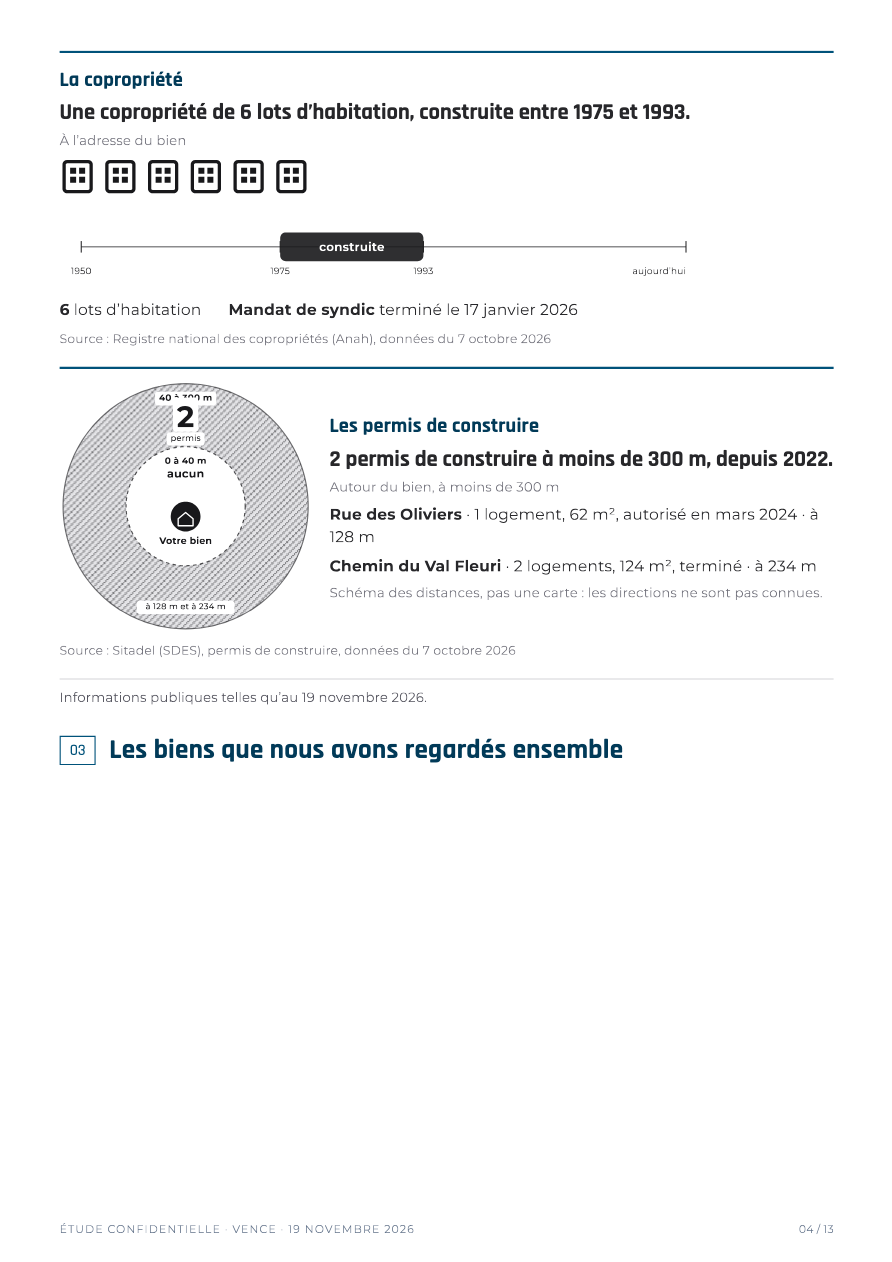 La copropriété
Une copropriété de 6 lots d’habitation, construite entre 1975 et 1993.
À l’adresse du bien
construite
1950
1975
1993
aujourd’hui
6 lots d’habitation Mandat de syndic terminé le 17 janvier 2026
Source : Registre national des copropriétés (Anah), données du 7 octobre 2026
40 à 300 m
2
permis
0 à 40 m
aucun
Votre bien
à 128 m et à 234 m
Les permis de construire
2 permis de construire à moins de 300 m, depuis 2022.
Autour du bien, à moins de 300 m
Rue des Oliviers · 1 logement, 62 m², autorisé en mars 2024 · à
128 m
Chemin du Val Fleuri · 2 logements, 124 m², terminé · à 234 m
Schéma des distances, pas une carte : les directions ne sont pas connues.
Source : Sitadel (SDES), permis de construire, données du 7 octobre 2026
Informations publiques telles qu’au 19 novembre 2026.
03 Les biens que nous avons regardés ensemble
ÉTUDE CONFIDENTIELLE · VENCE · 19 NOVEMBRE 2026
04 / 13